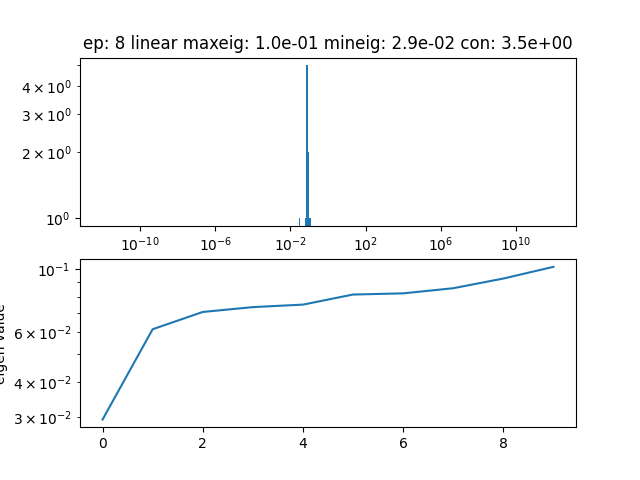 ep: 8 linear maxeig: 1.0e-01 mineig: 2.9e-02 con: 3.5e+00
4 × 10⁰
3 × 10⁰
2 × 10⁰
10⁰
10⁻¹⁰ 10⁻⁶ 10⁻² 10² 10⁶ 10¹⁰
10⁻¹
6 × 10⁻²
4 × 10⁻²
3 × 10⁻²
eigen value
0 2 4 6 8